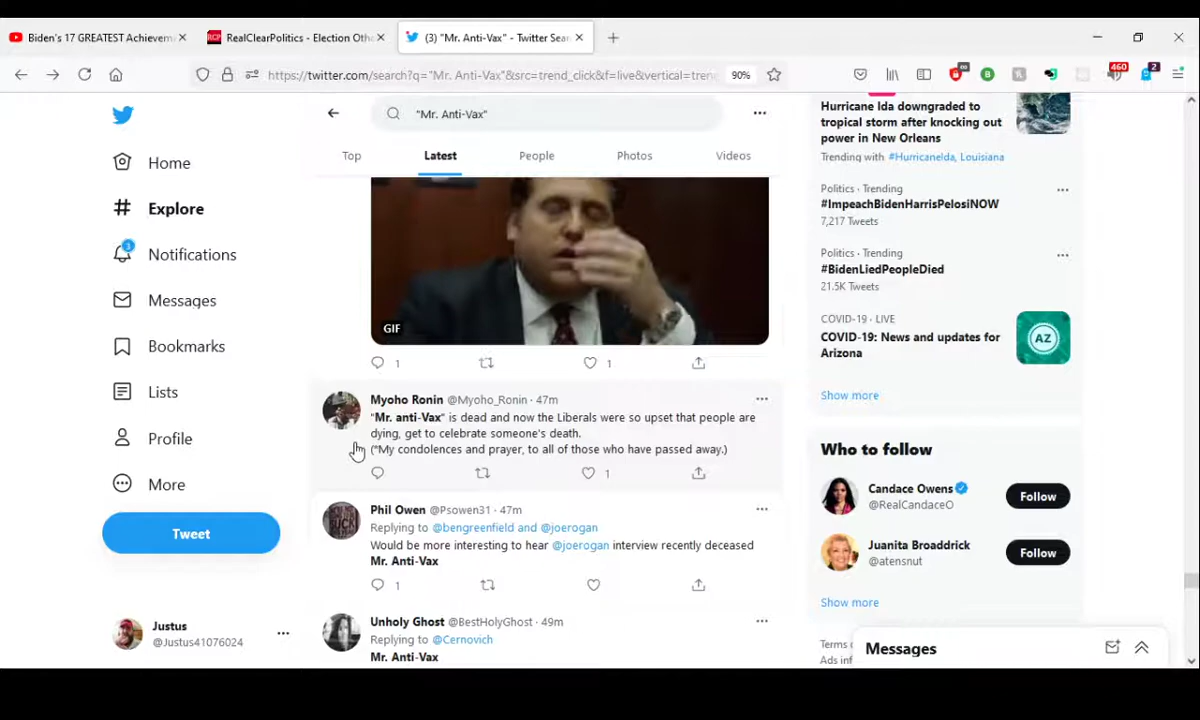 Biden's 17 GREATEST Achievem
RealClearPolitics - Election Oth
(3) "Mr. Anti-Vax" - Twitter Sear
https://twitter.com/search?q="Mr. Anti-Vax"&src=trend_click&f=live&vertical=tren
90%
460
2
"Mr. Anti-Vax"
Top
Latest
People
Photos
Videos
Home
Explore
1
Notifications
Messages
Bookmarks
Lists
Profile
More
Tweet
Justus
@Justus41076024
GIF
1
1
Myoho Ronin @Myoho_Ronin · 47m
"Mr. anti-Vax" is dead and now the Liberals were so upset that people are
dying, get to celebrate someone's death.
(*My condolences and prayer, to all of those who have passed away.)
1
Phil Owen @Psowen31 · 47m
Replying to @bengreenfield and @joerogan
Would be more interesting to hear @joerogan interview recently deceased
Mr. Anti-Vax
1
Unholy Ghost @BestHolyGhost · 49m
Replying to @Cernovich
Mr. Anti-Vax
Hurricane Ida downgraded to
tropical storm after knocking out
power in New Orleans
Trending with #HurricaneIda, Louisiana
Politics · Trending
#ImpeachBidenHarrisPelosiNOW
7,217 Tweets
Politics · Trending
#BidenLiedPeopleDied
21.5K Tweets
COVID-19 · LIVE
COVID-19: News and updates for
Arizona
AZ
Show more
Who to follow
Candace Owens
@RealCandaceO
Follow
Juanita Broaddrick
@atensnut
Follow
Show more
Terms
Ads inf
Messages